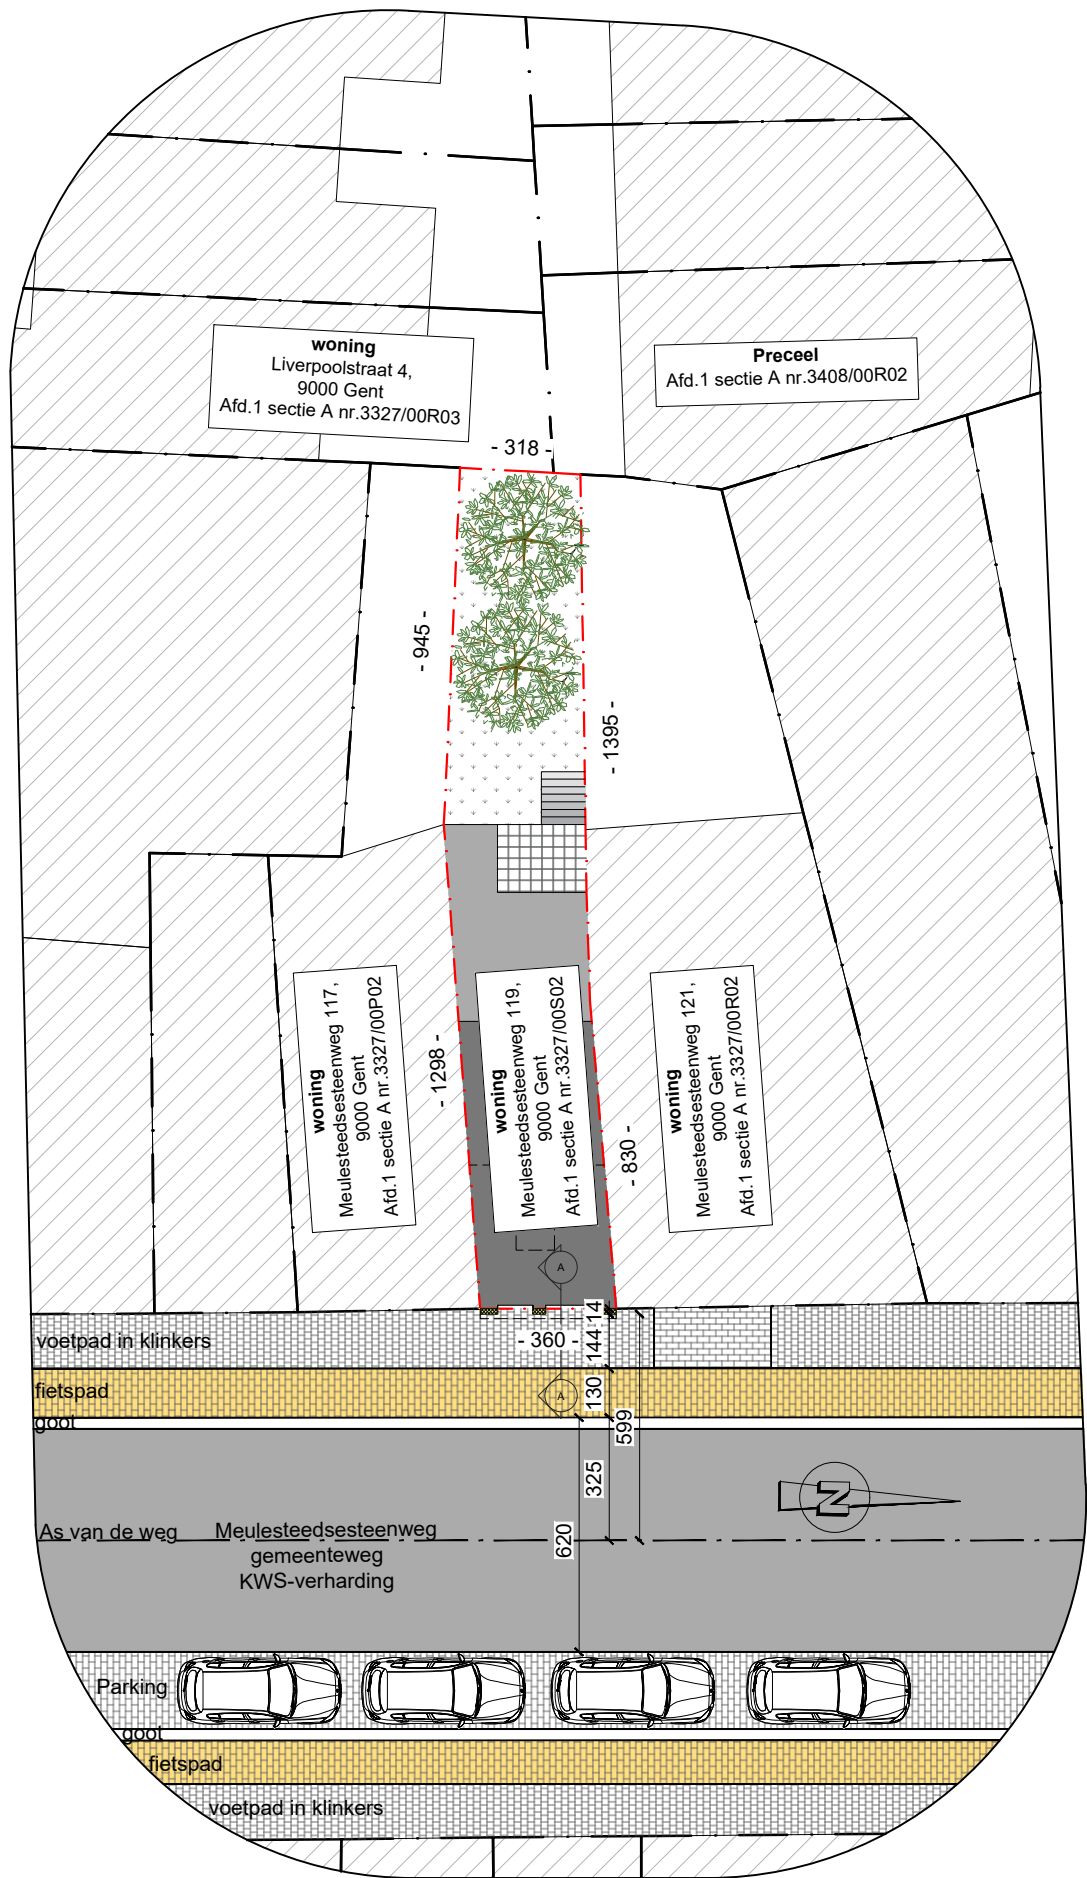 woning
Liverpoolstraat 4,
9000 Gent
Afd.1 sectie A nr.3327/00R03
Preceel
Afd.1 sectie A nr.3408/00R02
- 318 -
- 945 -
- 1395 -
woning
Meulesteedsesteenweg 117,
9000 Gent
Afd.1 sectie A nr.3327/00P02
- 1298 -
woning
Meulesteedsesteenweg 119,
9000 Gent
Afd.1 sectie A nr.3327/00S02
- 830 -
woning
Meulesteedsesteenweg 121,
9000 Gent
Afd.1 sectie A nr.3327/00R02
A
14
voetpad in klinkers
- 360 -
144
fietspad
A
130
goot
599
325
N
As van de weg
Meulesteedsesteenweg
gemeenteweg
KWS-verharding
620
Parking
goot
fietspad
voetpad in klinkers